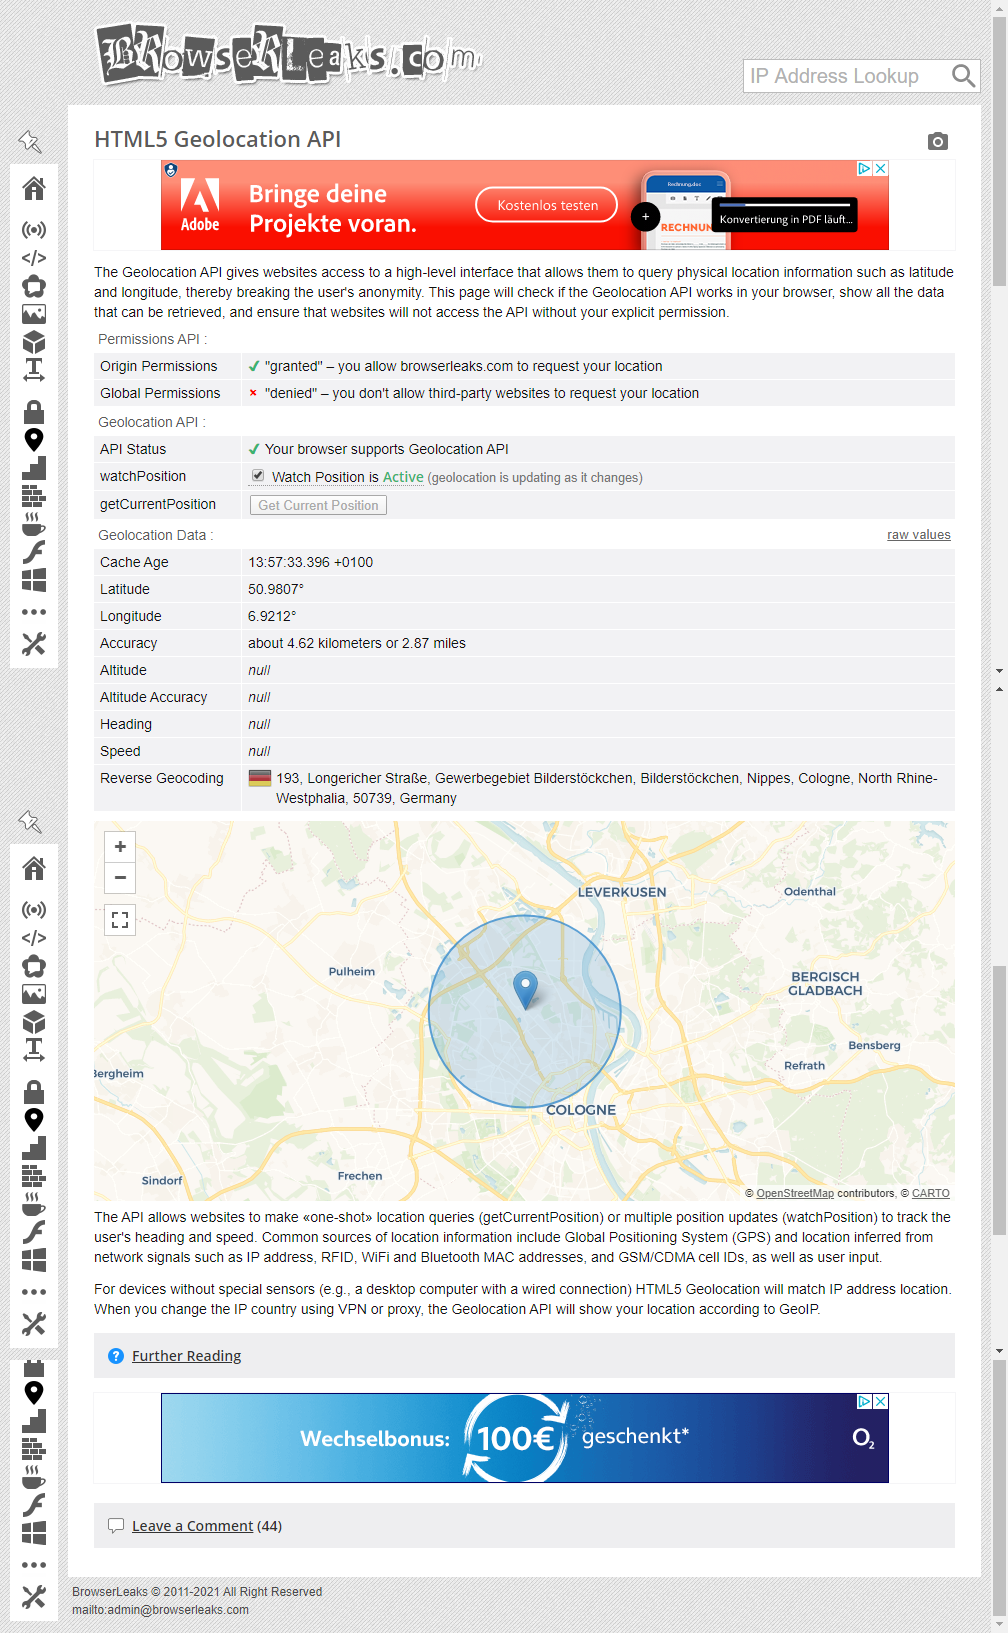 BRowseRLeaks.com
IP Address Lookup
HTML5 Geolocation API
Adobe
Bringe deine
Projekte voran.
Kostenlos testen
Rechnung.doc
RECHNUN
+
Konvertierung in PDF läuft...
The Geolocation API gives websites access to a high-level interface that allows them to query physical location information such as latitude
and longitude, thereby breaking the user's anonymity. This page will check if the Geolocation API works in your browser, show all the data
that can be retrieved, and ensure that websites will not access the API without your explicit permission.
Permissions API :
Origin Permissions "granted" – you allow browserleaks.com to request your location
Global Permissions "denied" – you don't allow third-party websites to request your location
Geolocation API :
API Status Your browser supports Geolocation API
watchPosition Watch Position is Active (geolocation is updating as it changes)
getCurrentPosition Get Current Position
Geolocation Data : raw values
Cache Age 13:57:33.396 +0100
Latitude 50.9807°
Longitude 6.9212°
Accuracy about 4.62 kilometers or 2.87 miles
Altitude null
Altitude Accuracy null
Heading null
Speed null
Reverse Geocoding 193, Longericher Straße, Gewerbegebiet Bilderstöckchen, Bilderstöckchen, Nippes, Cologne, North Rhine-
Westphalia, 50739, Germany
+
−
LEVERKUSEN
Odenthal
Pulheim
BERGISCH
GLADBACH
Bensberg
Refrath
Bergheim
COLOGNE
Frechen
Sindorf
© OpenStreetMap contributors, © CARTO
The API allows websites to make «one-shot» location queries (getCurrentPosition) or multiple position updates (watchPosition) to track the
user's heading and speed. Common sources of location information include Global Positioning System (GPS) and location inferred from
network signals such as IP address, RFID, WiFi and Bluetooth MAC addresses, and GSM/CDMA cell IDs, as well as user input.
For devices without special sensors (e.g., a desktop computer with a wired connection) HTML5 Geolocation will match IP address location.
When you change the IP country using VPN or proxy, the Geolocation API will show your location according to GeoIP.
Further Reading
Wechselbonus: 100€ geschenkt* O2
Leave a Comment (44)
BrowserLeaks © 2011-2021 All Right Reserved
mailto:admin@browserleaks.com